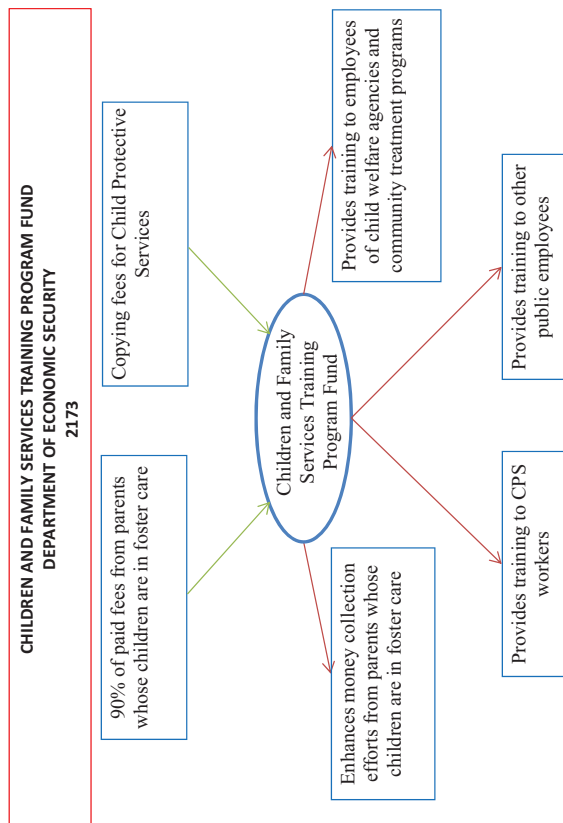 CHILDREN AND FAMILY SERVICES TRAINING PROGRAM FUND
DEPARTMENT OF ECONOMIC SECURITY
2173
90% of paid fees from parents
whose children are in foster care
Copying fees for Child Protective
Services
Children and Family
Services Training
Program Fund
Enhances money collection
efforts from parents whose
children are in foster care
Provides training to employees
of child welfare agencies and
community treatment programs
Provides training to CPS
workers
Provides training to other
public employees